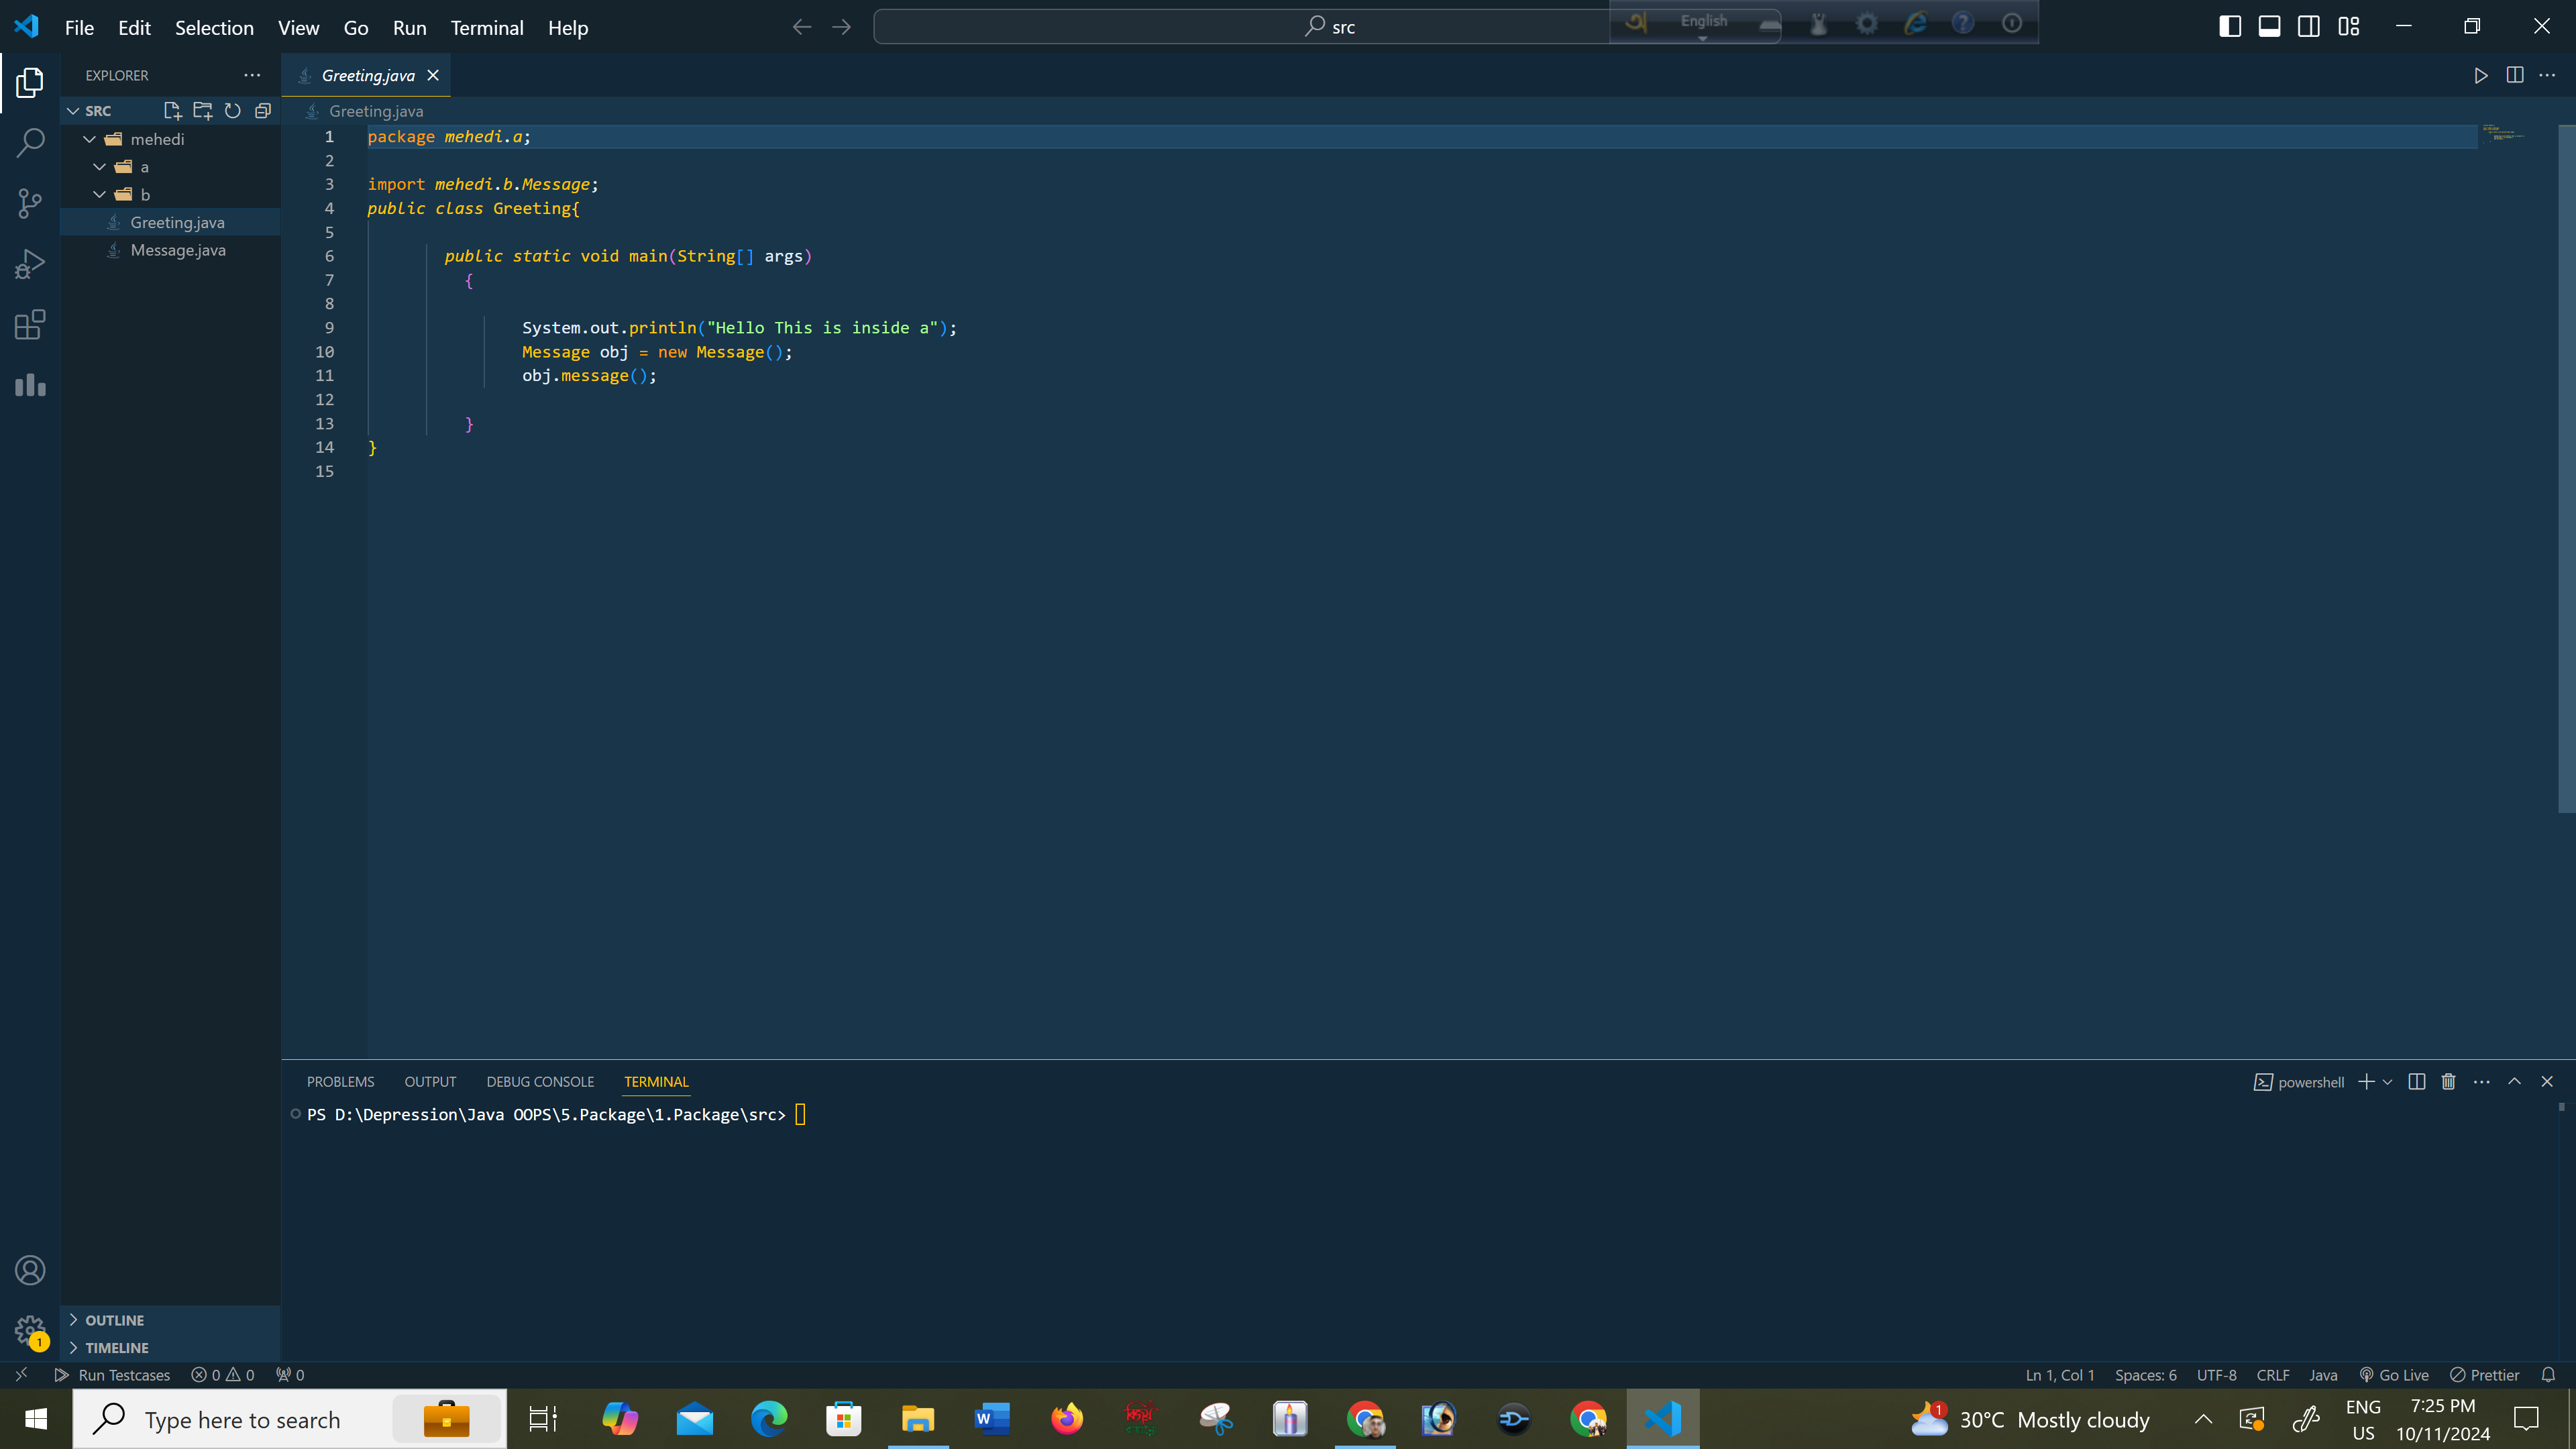 File Edit Selection View Go Run Terminal Help
src
English
EXPLORER
Greeting.java
SRC
Greeting.java
mehedi
a
b
Greeting.java
Message.java
1 package mehedi.a;
2
3 import mehedi.b.Message;
4 public class Greeting{
5
6 public static void main(String[] args)
7 {
8
9 System.out.println("Hello This is inside a");
10 Message obj = new Message();
11 obj.message();
12
13 }
14 }
15
PROBLEMS OUTPUT DEBUG CONSOLE TERMINAL
powershell
PS D:\Depression\Java OOPS\5.Package\1.Package\src>
OUTLINE
TIMELINE
1
Run Testcases 0 0 0
Ln 1, Col 1 Spaces: 6 UTF-8 CRLF Java Go Live Prettier
Type here to search
1
30°C Mostly cloudy
ENG
US
7:25 PM
10/11/2024